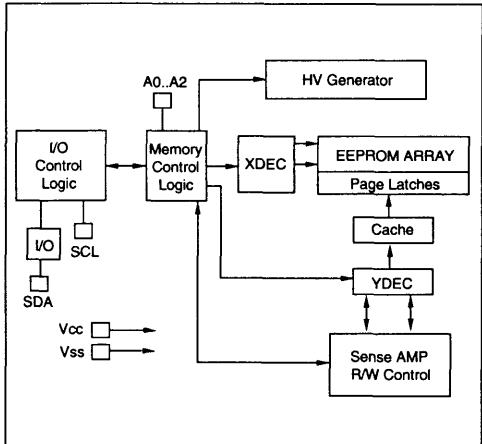 A0..A2
HV Generator
I/O
Control
Logic
Memory
Control
Logic
XDEC
EEPROM ARRAY
Page Latches
Cache
I/O
SCL
SDA
YDEC
Vcc
Vss
Sense AMP
R/W Control